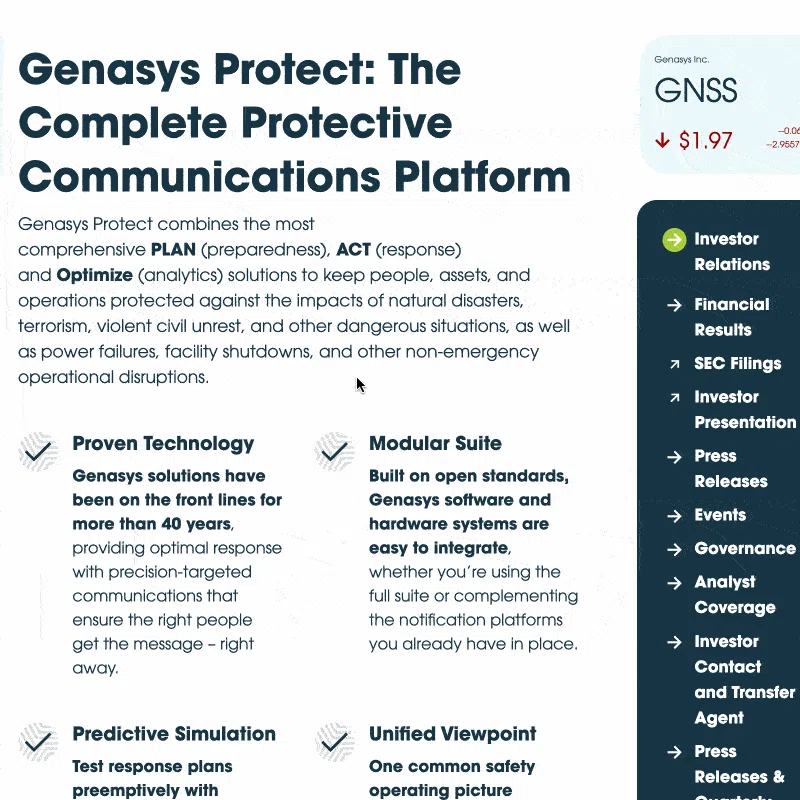 Genasys Protect: The
Complete Protective
Communications Platform
Genasys Protect combines the most
comprehensive PLAN (preparedness), ACT (response)
and Optimize (analytics) solutions to keep people, assets, and
operations protected against the impacts of natural disasters,
terrorism, violent civil unrest, and other dangerous situations, as well
as power failures, facility shutdowns, and other non-emergency
operational disruptions.
Proven Technology
Genasys solutions have
been on the front lines for
more than 40 years,
providing optimal response
with precision-targeted
communications that
ensure the right people
get the message – right
away.
Modular Suite
Built on open standards,
Genasys software and
hardware systems are
easy to integrate,
whether you’re using the
full suite or complementing
the notification platforms
you already have in place.
Predictive Simulation
Test response plans
preemptively with
Unified Viewpoint
One common safety
operating picture
Genasys Inc.
GNSS
$1.97
−0.06
−2.9557
Investor
Relations
Financial
Results
SEC Filings
Investor
Presentation
Press
Releases
Events
Governance
Analyst
Coverage
Investor
Contact
and Transfer
Agent
Press
Releases &